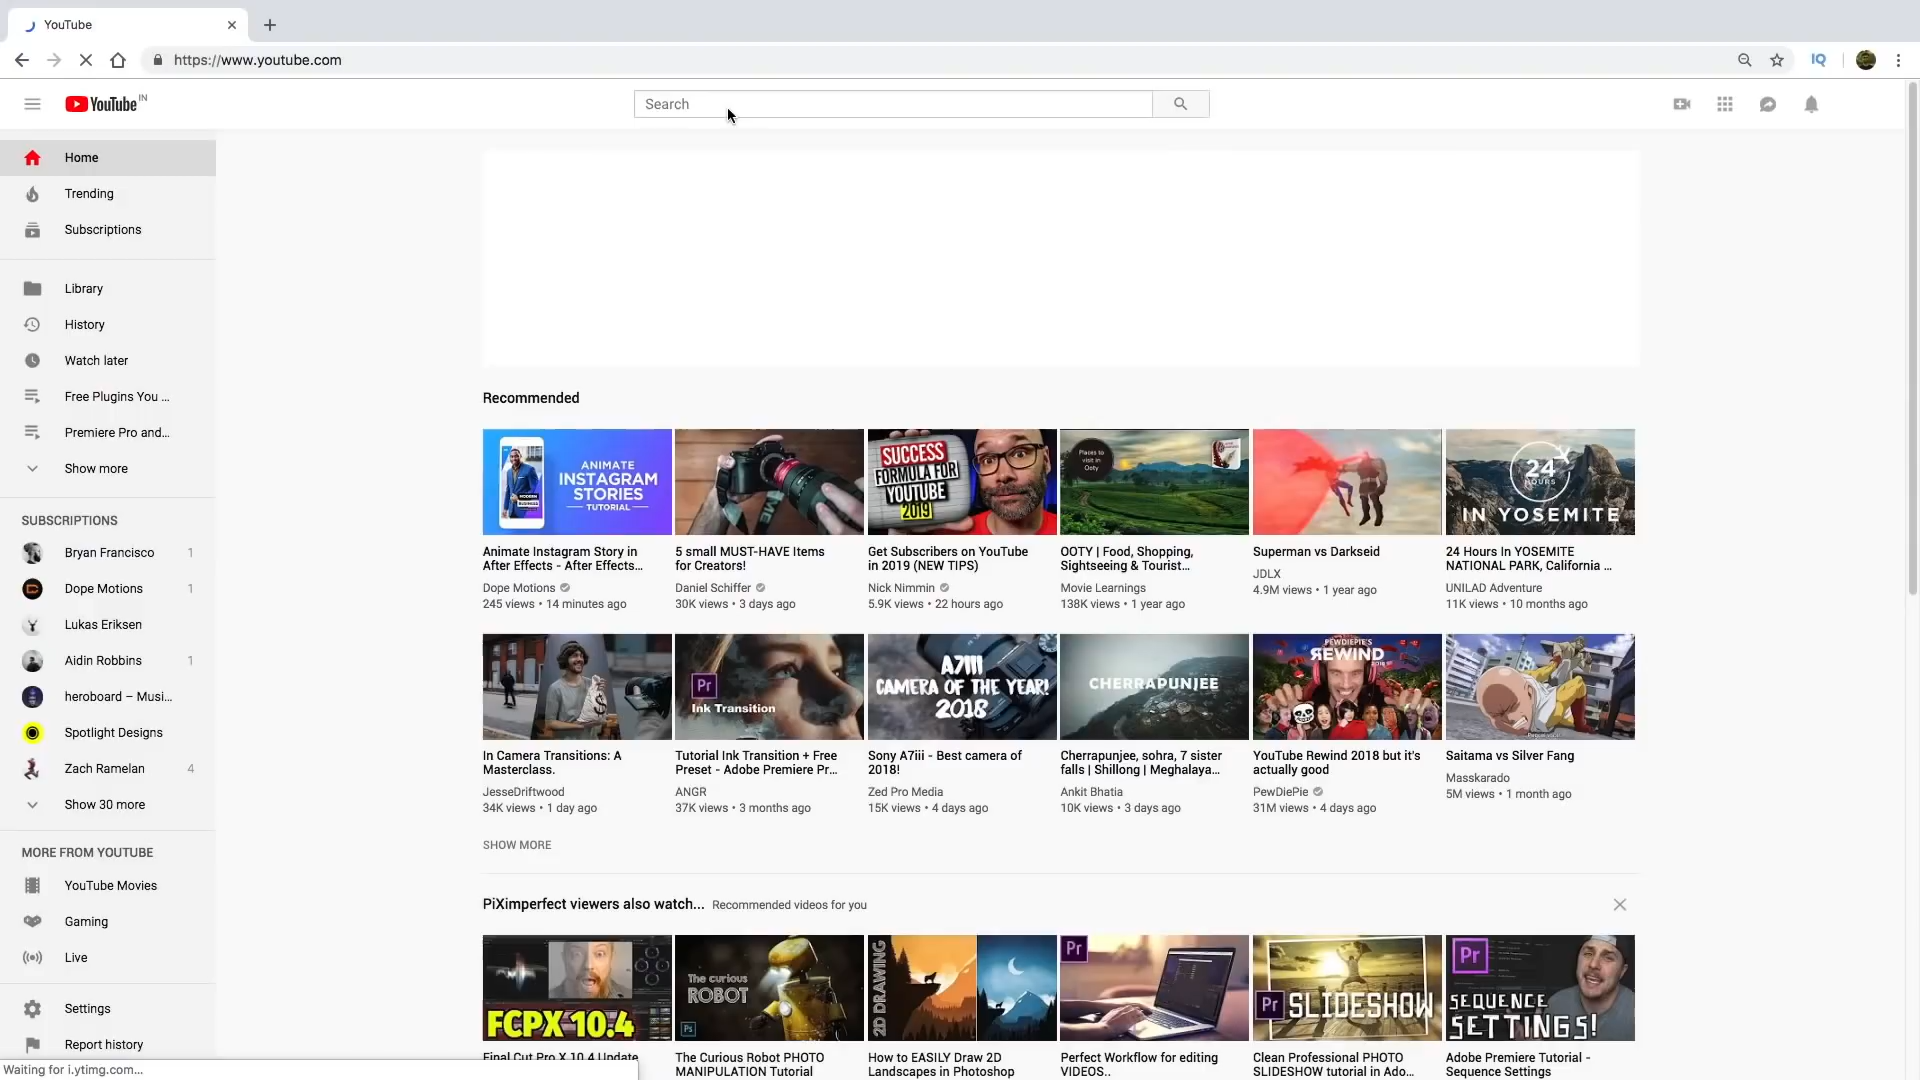 YouTube
https://www.youtube.com
IQ
YouTube IN
Search
Home
Trending
Subscriptions
Library
History
Watch later
Free Plugins You ...
Premiere Pro and...
Show more
SUBSCRIPTIONS
Bryan Francisco 1
Dope Motions 1
Lukas Eriksen
Aidin Robbins 1
heroboard – Musi...
Spotlight Designs
Zach Ramelan 4
Show 30 more
MORE FROM YOUTUBE
YouTube Movies
Gaming
Live
Settings
Report history
Waiting for i.ytimg.com...
Recommended
ANIMATE
INSTAGRAM
STORIES
TUTORIAL
Animate Instagram Story in
After Effects - After Effects...
Dope Motions
245 views • 14 minutes ago
5 small MUST-HAVE Items
for Creators!
Daniel Schiffer
30K views • 3 days ago
SUCCESS
FORMULA FOR
YOUTUBE
2019
Get Subscribers on YouTube
in 2019 (NEW TIPS)
Nick Nimmin
5.9K views • 22 hours ago
Places to
visit in
Ooty
OOTY | Food, Shopping,
Sightseeing & Tourist...
Movie Learnings
138K views • 1 year ago
Superman vs Darkseid
JDLX
4.9M views • 1 year ago
24
HOURS
IN YOSEMITE
24 Hours In YOSEMITE
NATIONAL PARK, California ...
UNILAD Adventure
11K views • 10 months ago
In Camera Transitions: A
Masterclass.
JesseDriftwood
34K views • 1 day ago
Pr
Ink Transition
Tutorial Ink Transition + Free
Preset - Adobe Premiere Pr...
ANGR
37K views • 3 months ago
A7III
CAMERA OF THE YEAR!
2018
Sony A7iii - Best camera of
2018!
Zed Pro Media
15K views • 4 days ago
CHERRAPUNJEE
Cherrapunjee, sohra, 7 sister
falls | Shillong | Meghalaya...
Ankit Bhatia
10K views • 3 days ago
PEWDIEPIE'S
REWIND
2018
YouTube Rewind 2018 but it's
actually good
PewDiePie
31M views • 4 days ago
Saitama vs Silver Fang
Masskarado
5M views • 1 month ago
SHOW MORE
PiXimperfect viewers also watch... Recommended videos for you
FCPX 10.4
Final Cut Pro X 10.4 Update
The curious
ROBOT
Ps
The Curious Robot PHOTO
MANIPULATION Tutorial
2D DRAWING
How to EASILY Draw 2D
Landscapes in Photoshop
Pr
Perfect Workflow for editing
VIDEOS..
Pr SLIDESHOW
Clean Professional PHOTO
SLIDESHOW tutorial in Ado...
Pr
SEQUENCE
SETTINGS!
Adobe Premiere Tutorial -
Sequence Settings